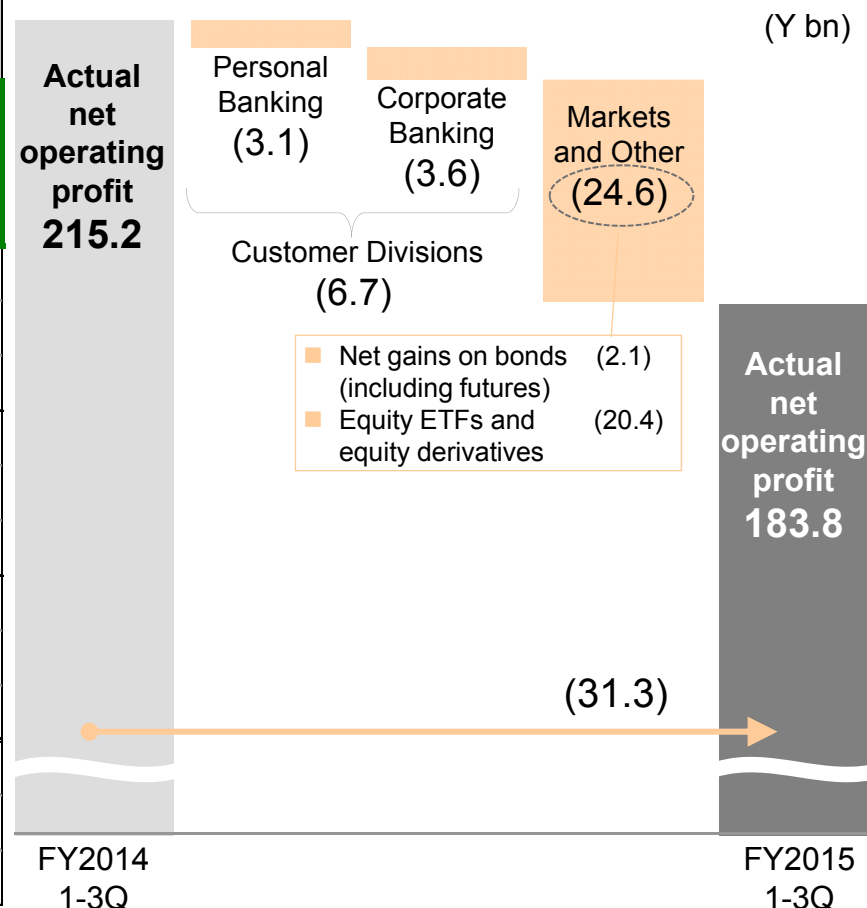 (Y bn)
Actual
net
operating
profit
215.2
Personal
Banking
(3.1)
Corporate
Banking
(3.6)
Markets
and Other
(24.6)
Customer Divisions
(6.7)
■ Net gains on bonds (2.1)
(including futures)
■ Equity ETFs and (20.4)
equity derivatives
Actual
net
operating
profit
183.8
(31.3)
FY2014
1-3Q
FY2015
1-3Q